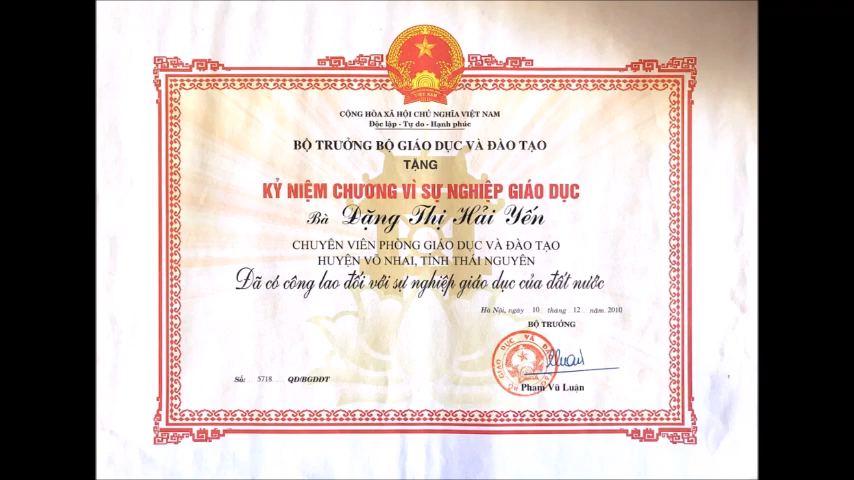 VIỆT NAM
CỘNG HÒA XÃ HỘI CHỦ NGHĨA VIỆT NAM
Độc lập - Tự do - Hạnh phúc
BỘ TRƯỞNG BỘ GIÁO DỤC VÀ ĐÀO TẠO
TẶNG
KỶ NIỆM CHƯƠNG VÌ SỰ NGHIỆP GIÁO DỤC
Bà Đặng Thị Hải Yến
CHUYÊN VIÊN PHÒNG GIÁO DỤC VÀ ĐÀO TẠO
HUYỆN VÕ NHAI, TỈNH THÁI NGUYÊN
Đã có công lao đối với sự nghiệp giáo dục của đất nước
Hà Nội, ngày 10 tháng 12 năm 2010
BỘ TRƯỞNG
Số: 5718 QĐ/BGDĐT
Phạm Vũ Luận